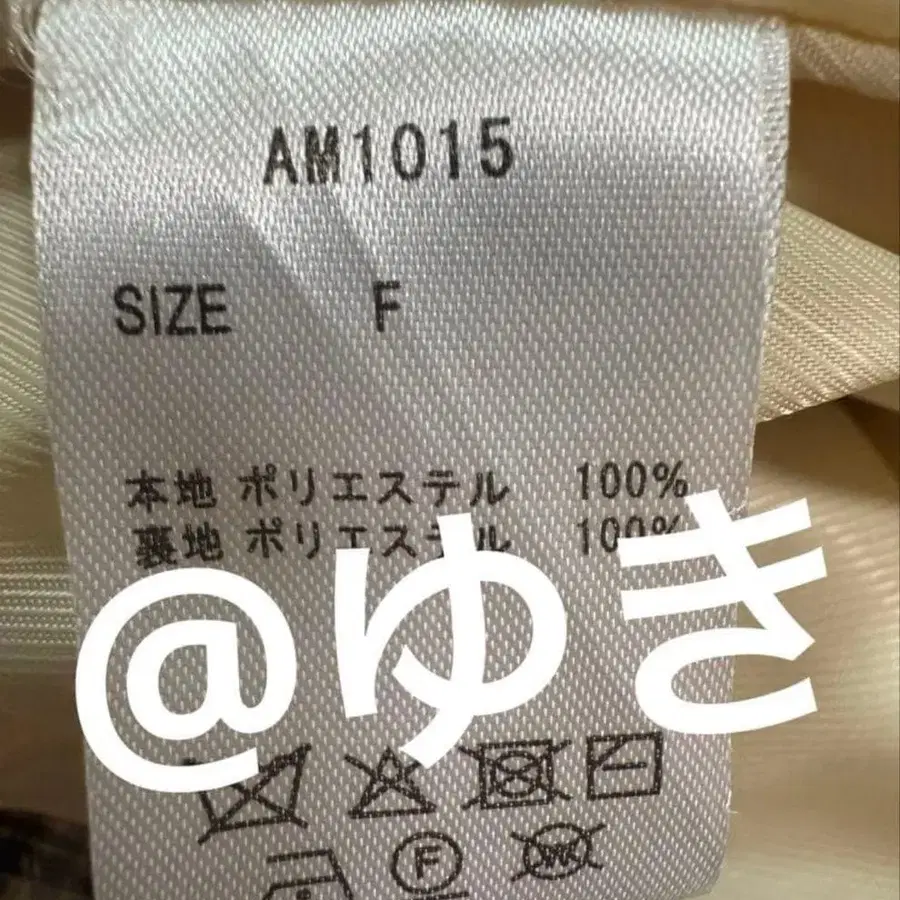 AM1015
SIZE F
本地 ポリエステル 100%
裏地 ポリエステル 100%
@ゆき
F
W